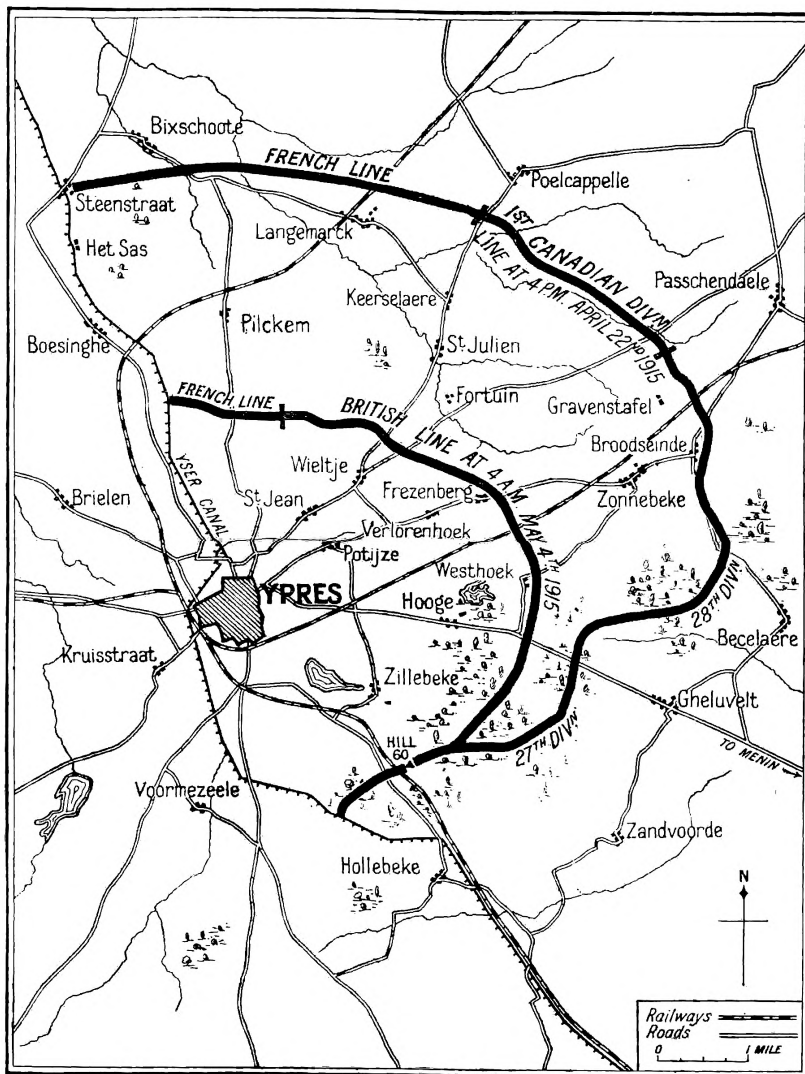 Bixschoote
FRENCH LINE
Poelcappelle
Steenstraat
Langemarck
1ST CANADIAN DIVN
LINE AT 4 P.M. APRIL 22ND 1915
Het Sas
Passchendaele
Keerselaere
Boesinghe
Pilckem
St Julien
FRENCH LINE
BRITISH LINE AT 4 A.M. MAY 4TH 1915
Fortuin
Gravenstafel
Broodseinde
YSER CANAL
Wieltje
Brielen
St Jean
Frezenberg
Zonnebeke
Verlorenhoek
Potijze
Westhoek
YPRES
Hooge
28TH DIVN
Becelaere
Kruisstraat
Zillebeke
Gheluvelt
HILL
60
27TH DIVN
TO MENIN
Voormezeele
Zandvoorde
Hollebeke
N
Railways
Roads
0 1 MILE